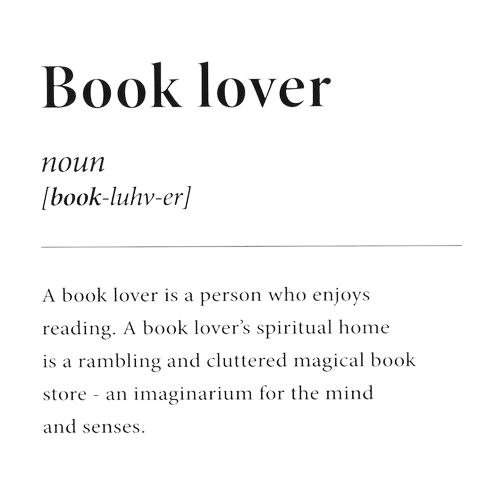 Book lover
noun
[book-luhv-er]
A book lover is a person who enjoys
reading. A book lover's spiritual home
is a rambling and cluttered magical book
store - an imaginarium for the mind
and senses.